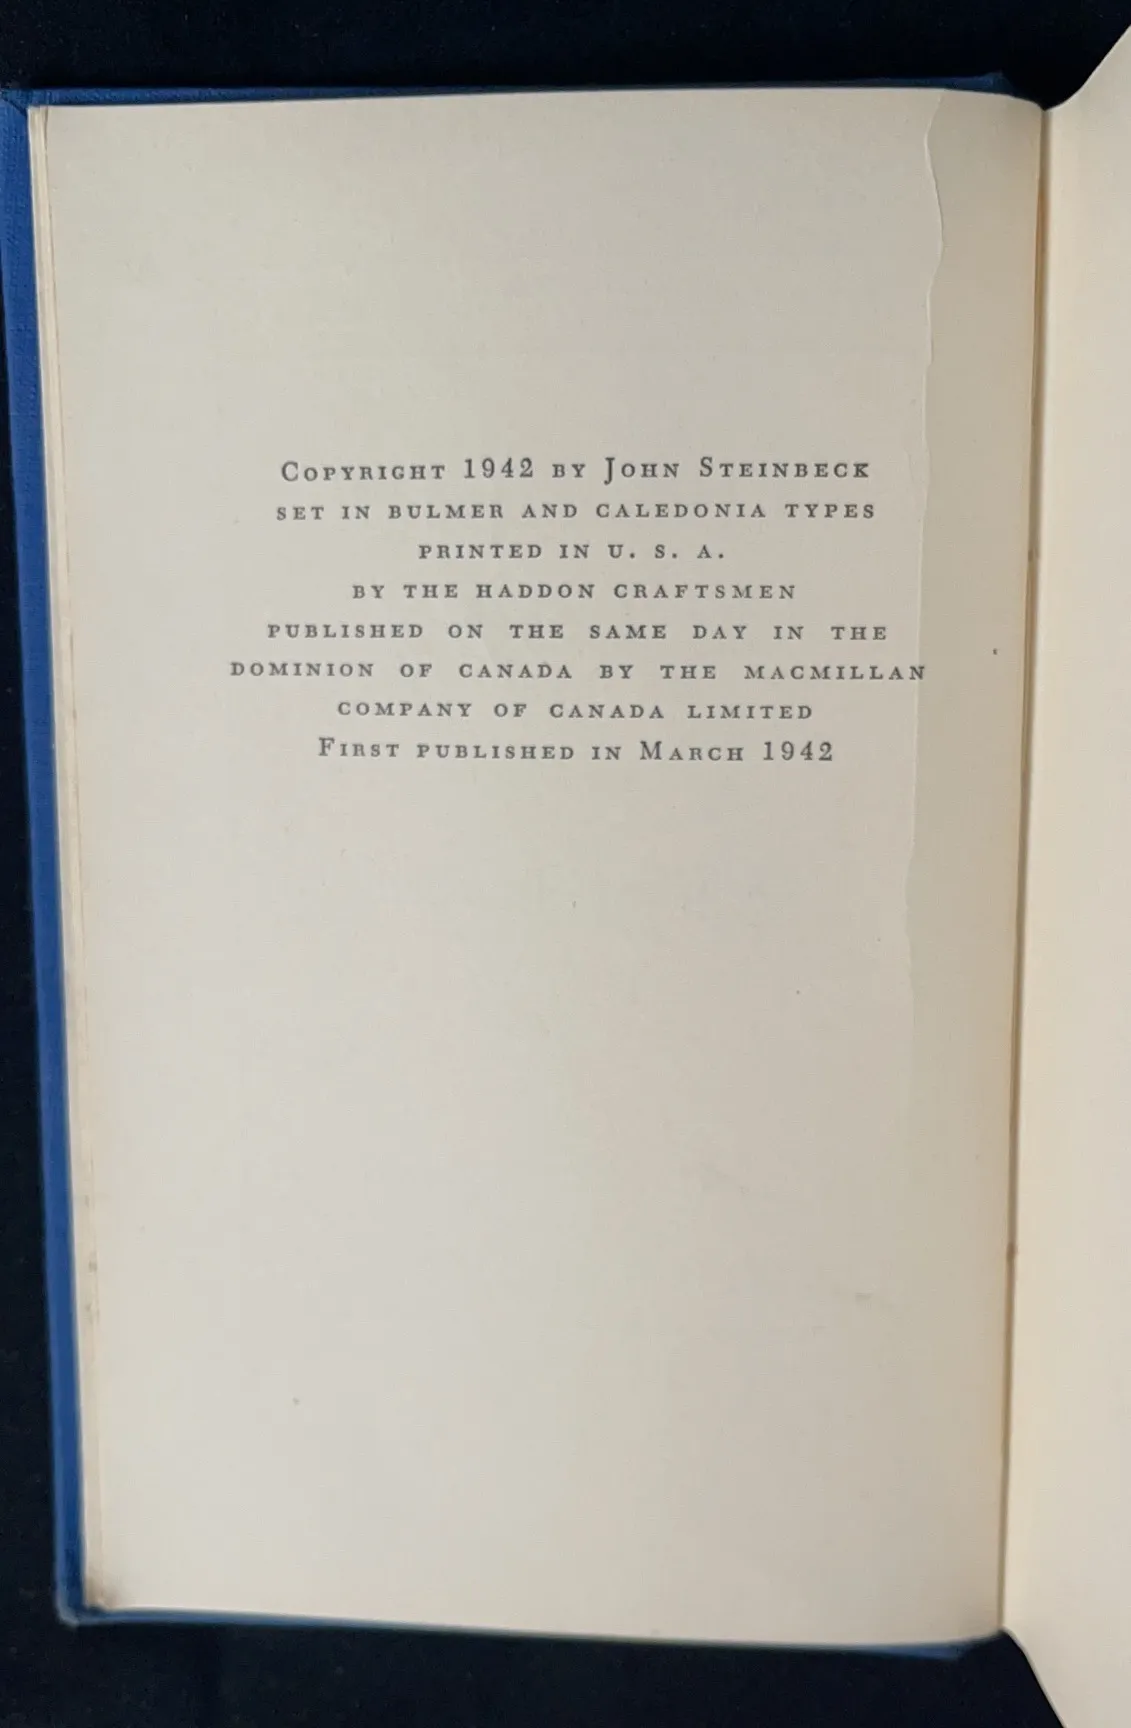 Copyright 1942 by John Steinbeck
SET IN BULMER AND CALEDONIA TYPES
PRINTED IN U. S. A.
BY THE HADDON CRAFTSMEN
PUBLISHED ON THE SAME DAY IN THE
DOMINION OF CANADA BY THE MACMILLAN
COMPANY OF CANADA LIMITED
First published in March 1942